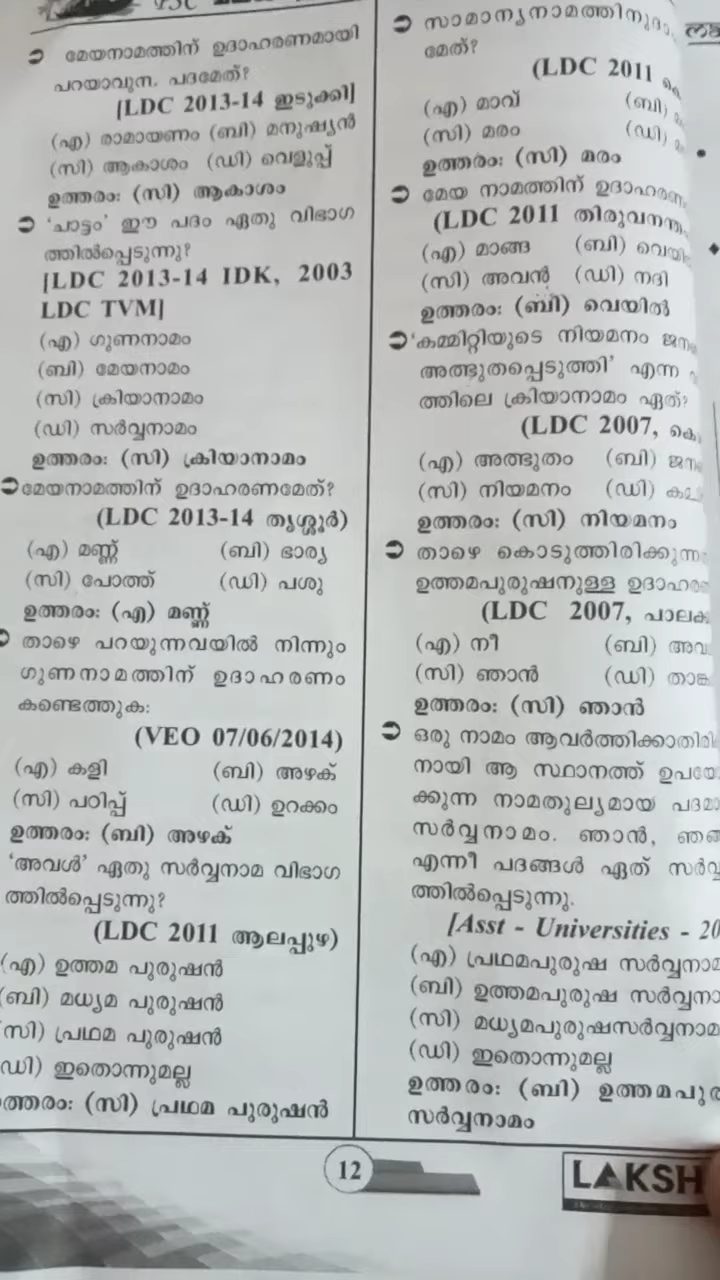 മേയനാമത്തിന് ഉദാഹരണമായി
പറയാവുന്ന പദമേത്?
[LDC 2013-14 ഇടുക്കി]
(എ) രാമായണം (ബി) മനുഷ്യൻ
(സി) ആകാശം (ഡി) വെളുപ്പ്
ഉത്തരം: (സി) ആകാശം
'ചാട്ടം' ഈ പദം ഏതു വിഭാഗ
ത്തിൽപ്പെടുന്നു?
[LDC 2013-14 IDK, 2003
LDC TVM]
(എ) ഗുണനാമം
(ബി) മേയനാമം
(സി) ക്രിയാനാമം
(ഡി) സർവ്വനാമം
ഉത്തരം: (സി) ക്രിയാനാമം
മേയനാമത്തിന് ഉദാഹരണമേത്?
(LDC 2013-14 തൃശ്ശൂർ)
(എ) മണ്ണ് (ബി) ഭാര്യ
(സി) പോത്ത് (ഡി) പശു
ഉത്തരം: (എ) മണ്ണ്
താഴെ പറയുന്നവയിൽ നിന്നും
ഗുണനാമത്തിന് ഉദാഹരണം
കണ്ടെത്തുക:
(VEO 07/06/2014)
(എ) കളി (ബി) അഴക്
(സി) പഠിപ്പ് (ഡി) ഉറക്കം
ഉത്തരം: (ബി) അഴക്
'അവൾ' ഏതു സർവ്വനാമ വിഭാഗ
ത്തിൽപ്പെടുന്നു?
(LDC 2011 ആലപ്പുഴ)
(എ) ഉത്തമ പുരുഷൻ
(ബി) മധ്യമ പുരുഷൻ
സി) പ്രഥമ പുരുഷൻ
ഡി) ഇതൊന്നുമല്ല
ത്തരം: (സി) പ്രഥമ പുരുഷൻ
സാമാന്യനാമത്തിനുദാ
മേത്?
(LDC 2011
(എ) മാവ് (ബി)
(സി) മരം (ഡി)
ഉത്തരം: (സി) മരം
മേയ നാമത്തിന് ഉദാഹരണ
(LDC 2011 തിരുവനന്ത
(എ) മാങ്ങ (ബി) വെയി
(സി) അവൻ (ഡി) നദി
ഉത്തരം: (ബി) വെയിൽ
'കമ്മിറ്റിയുടെ നിയമനം ജന
അത്ഭുതപ്പെടുത്തി' എന്ന
ത്തിലെ ക്രിയാനാമം ഏത്?
(LDC 2007, കൊ
(എ) അത്ഭുതം (ബി) ജന
(സി) നിയമനം (ഡി) കമ്മ
ഉത്തരം: (സി) നിയമനം
താഴെ കൊടുത്തിരിക്കുന്ന
ഉത്തമപുരുഷനുള്ള ഉദാഹര
(LDC 2007, പാലക
(എ) നീ (ബി) അവ
(സി) ഞാൻ (ഡി) താങ്ക
ഉത്തരം: (സി) ഞാൻ
ഒരു നാമം ആവർത്തിക്കാതിരി
നായി ആ സ്ഥാനത്ത് ഉപയോ
ക്കുന്ന നാമതുല്യമായ പദമാ
സർവ്വനാമം. ഞാൻ, ഞങ്ങ
എന്നീ പദങ്ങൾ ഏത് സർവ്വ
ത്തിൽപ്പെടുന്നു.
[Asst - Universities - 20
(എ) പ്രഥമപുരുഷ സർവ്വനാമ
(ബി) ഉത്തമപുരുഷ സർവ്വനാ
(സി) മധ്യമപുരുഷസർവ്വനാമ
(ഡി) ഇതൊന്നുമല്ല
ഉത്തരം: (ബി) ഉത്തമപുരു
സർവ്വനാമം
12
LAKSH